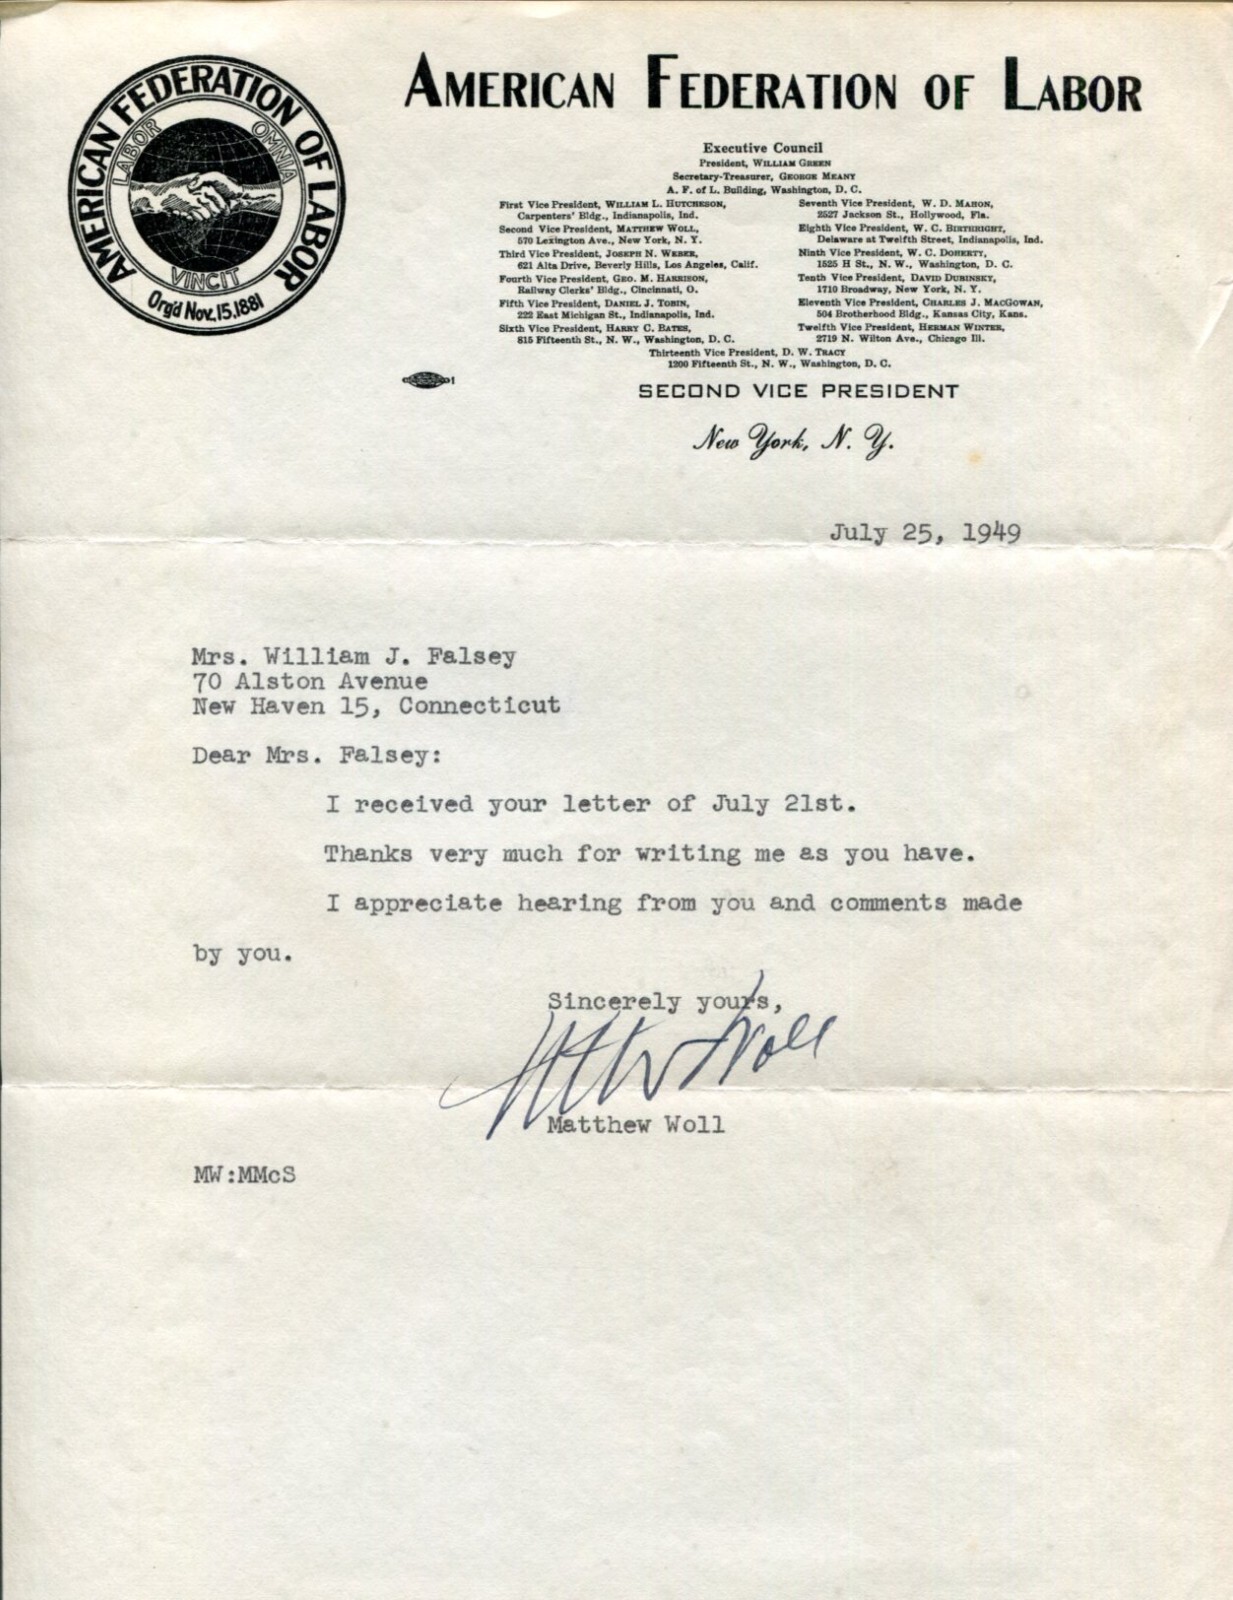 AMERICAN FEDERATION OF LABOR
LABOR OMNIA VINCIT
Org'd Nov. 15, 1881
AMERICAN FEDERATION OF LABOR
Executive Council
President, WILLIAM GREEN
Secretary-Treasurer, GEORGE MEANY
A. F. of L. Building, Washington, D. C.
First Vice President, WILLIAM L. HUTCHESON,
Carpenters' Bldg., Indianapolis, Ind.
Second Vice President, MATTHEW WOLL,
570 Lexington Ave., New York, N. Y.
Third Vice President, JOSEPH N. WEBER,
621 Alta Drive, Beverly Hills, Los Angeles, Calif.
Fourth Vice President, GEO. M. HARRISON,
Railway Clerks' Bldg., Cincinnati, O.
Fifth Vice President, DANIEL J. TOBIN,
222 East Michigan St., Indianapolis, Ind.
Sixth Vice President, HARRY C. BATES,
815 Fifteenth St., N. W., Washington, D. C.
Seventh Vice President, W. D. MAHON,
2527 Jackson St., Hollywood, Fla.
Eighth Vice President, W. C. BIRTHRIGHT,
Delaware at Twelfth Street, Indianapolis, Ind.
Ninth Vice President, W. C. DOHERTY,
1525 H St., N. W., Washington, D. C.
Tenth Vice President, DAVID DUBINSKY,
1710 Broadway, New York, N. Y.
Eleventh Vice President, CHARLES J. MACGOWAN,
504 Brotherhood Bldg., Kansas City, Kans.
Twelfth Vice President, HERMAN WINTER,
2719 N. Wilton Ave., Chicago Ill.
Thirteenth Vice President, D. W. TRACY
1200 Fifteenth St., N. W., Washington, D. C.
SECOND VICE PRESIDENT
New York, N. Y.
July 25, 1949
Mrs. William J. Falsey
70 Alston Avenue
New Haven 15, Connecticut
Dear Mrs. Falsey:
I received your letter of July 21st.
Thanks very much for writing me as you have.
I appreciate hearing from you and comments made
by you.
Sincerely yours,
Matthew Woll
Matthew Woll
MW:MMcS